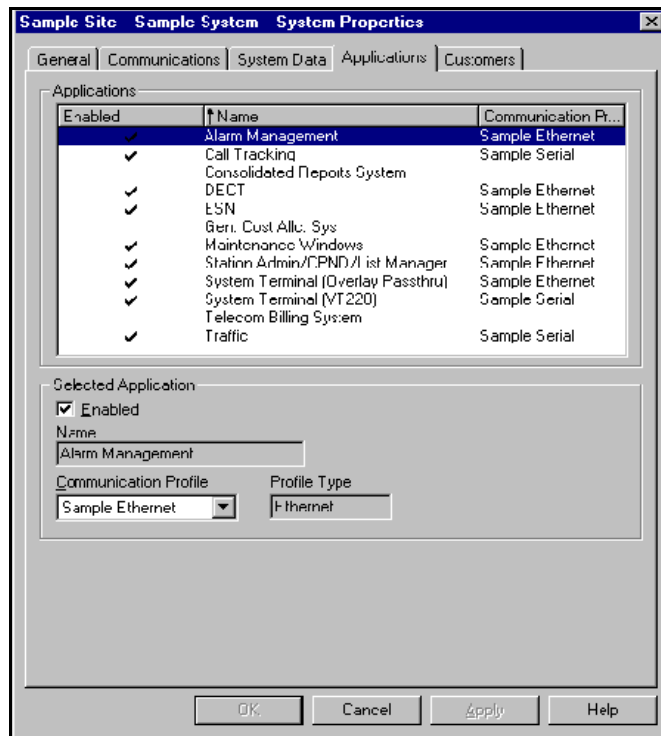 Sample Site Sample System System Properties
General Communications System Data Applications Customers
Applications
Enabled Name Communication Pr...
Alarm Management Sample Ethernet
Call Tracking Sample Serial
Consolidated Reports System
DECT Sample Ethernet
ESN Sample Ethernet
Gen. Cust Allc. Sys
Maintenance Windows Sample Ethernet
Station Admin/CPND/List Manager Sample Ethernet
System Terminal (Overlay Passthru) Sample Ethernet
System Terminal (VT220) Sample Serial
Telecom Billing System
Traffic Sample Serial
Selected Application
Enabled
Name
Alarm Management
Communication Profile Profile Type
Sample Ethernet Ethernet
OK Cancel Apply Help